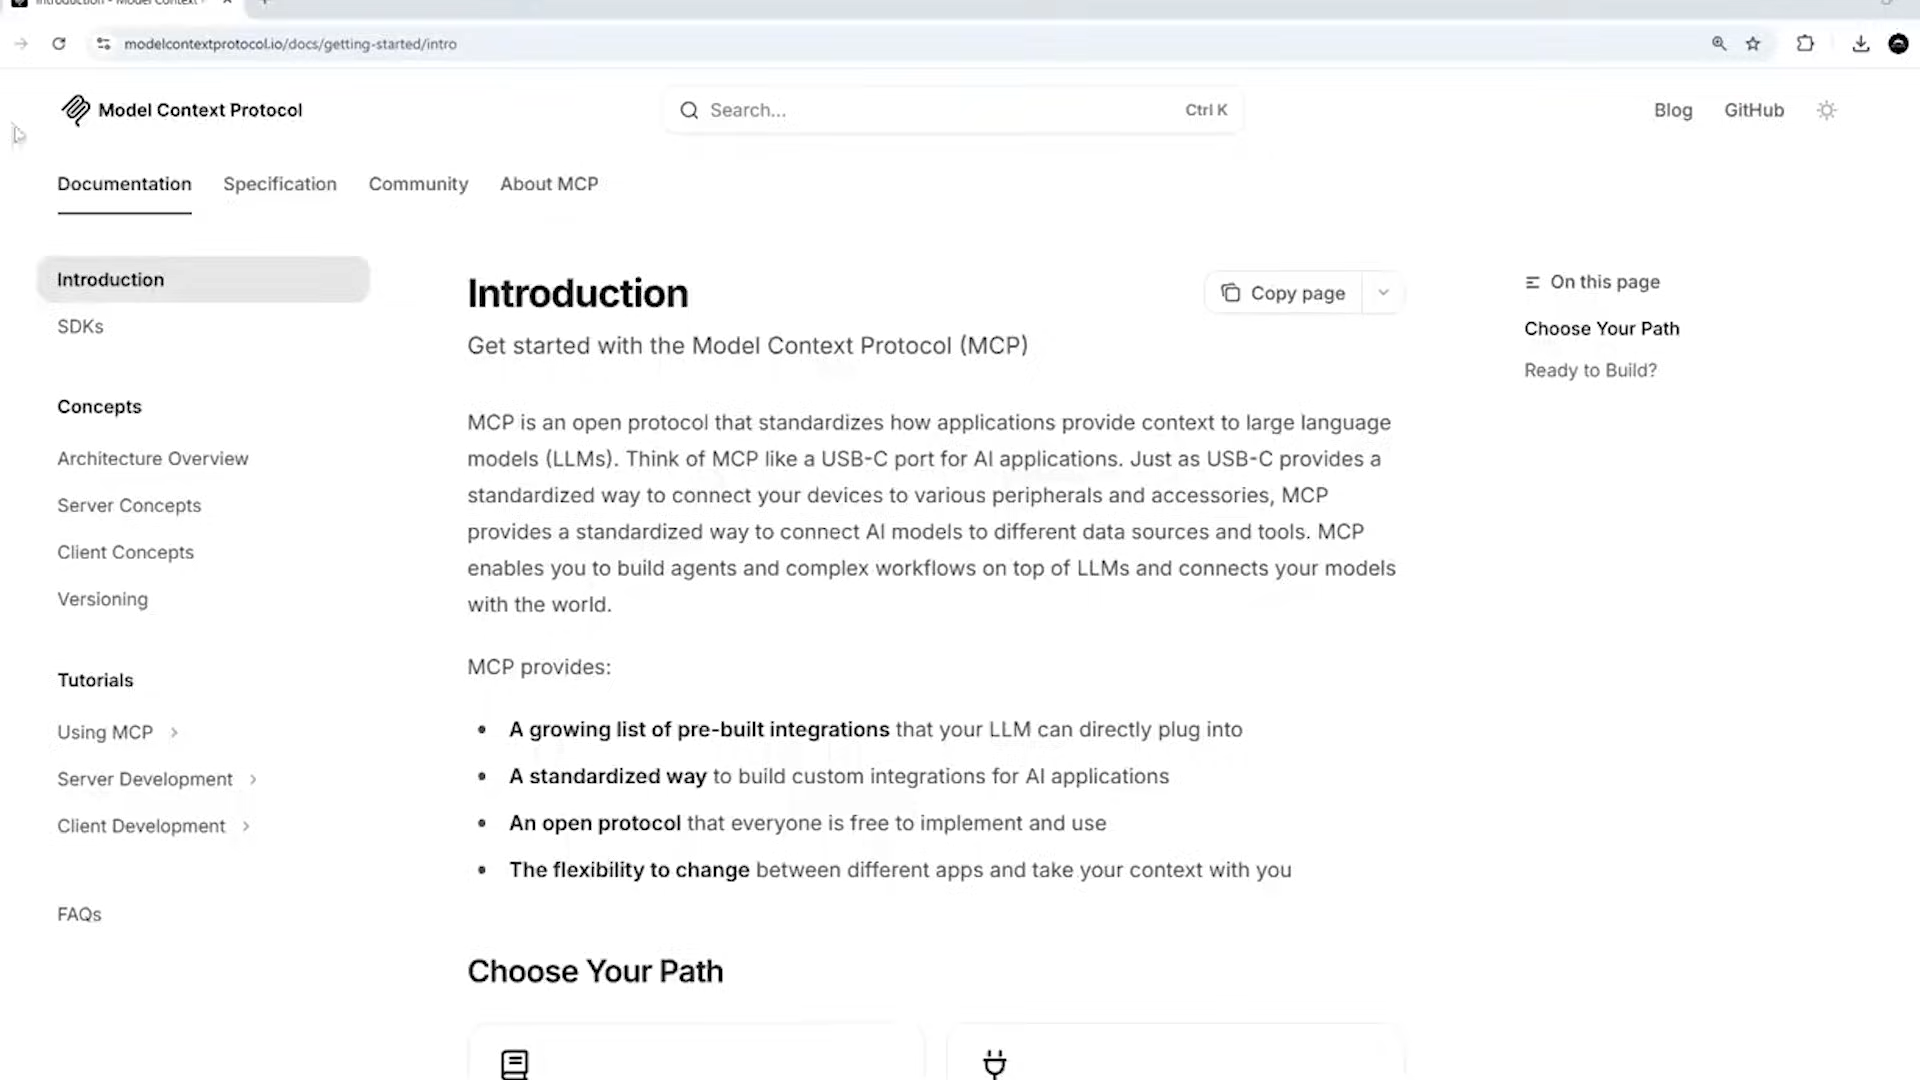 Introduction - Model Context
modelcontextprotocol.io/docs/getting-started/intro
Model Context Protocol
Search...
Ctrl K
Blog
GitHub
Documentation
Specification
Community
About MCP
Introduction
SDKs
Concepts
Architecture Overview
Server Concepts
Client Concepts
Versioning
Tutorials
Using MCP
Server Development
Client Development
FAQs
Introduction
Copy page
Get started with the Model Context Protocol (MCP)
MCP is an open protocol that standardizes how applications provide context to large language
models (LLMs). Think of MCP like a USB-C port for AI applications. Just as USB-C provides a
standardized way to connect your devices to various peripherals and accessories, MCP
provides a standardized way to connect AI models to different data sources and tools. MCP
enables you to build agents and complex workflows on top of LLMs and connects your models
with the world.
MCP provides:
• A growing list of pre-built integrations that your LLM can directly plug into
• A standardized way to build custom integrations for AI applications
• An open protocol that everyone is free to implement and use
• The flexibility to change between different apps and take your context with you
Choose Your Path
On this page
Choose Your Path
Ready to Build?